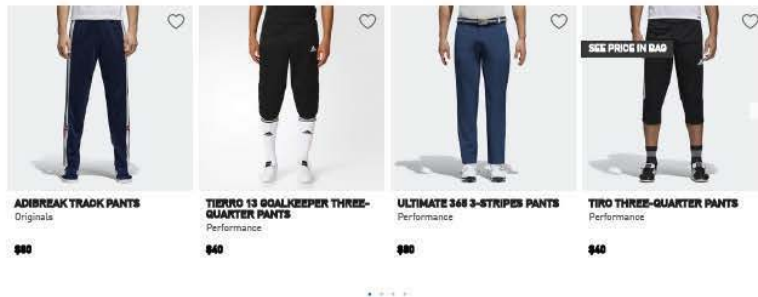 SEE PRICE IN BAG
ADIBREAK TRACK PANTS
Originals
$80
TIERRO 13 GOALKEEPER THREE-
QUARTER PANTS
Performance
$40
ULTIMATE 365 3-STRIPES PANTS
Performance
$80
TIRO THREE-QUARTER PANTS
Performance
$40